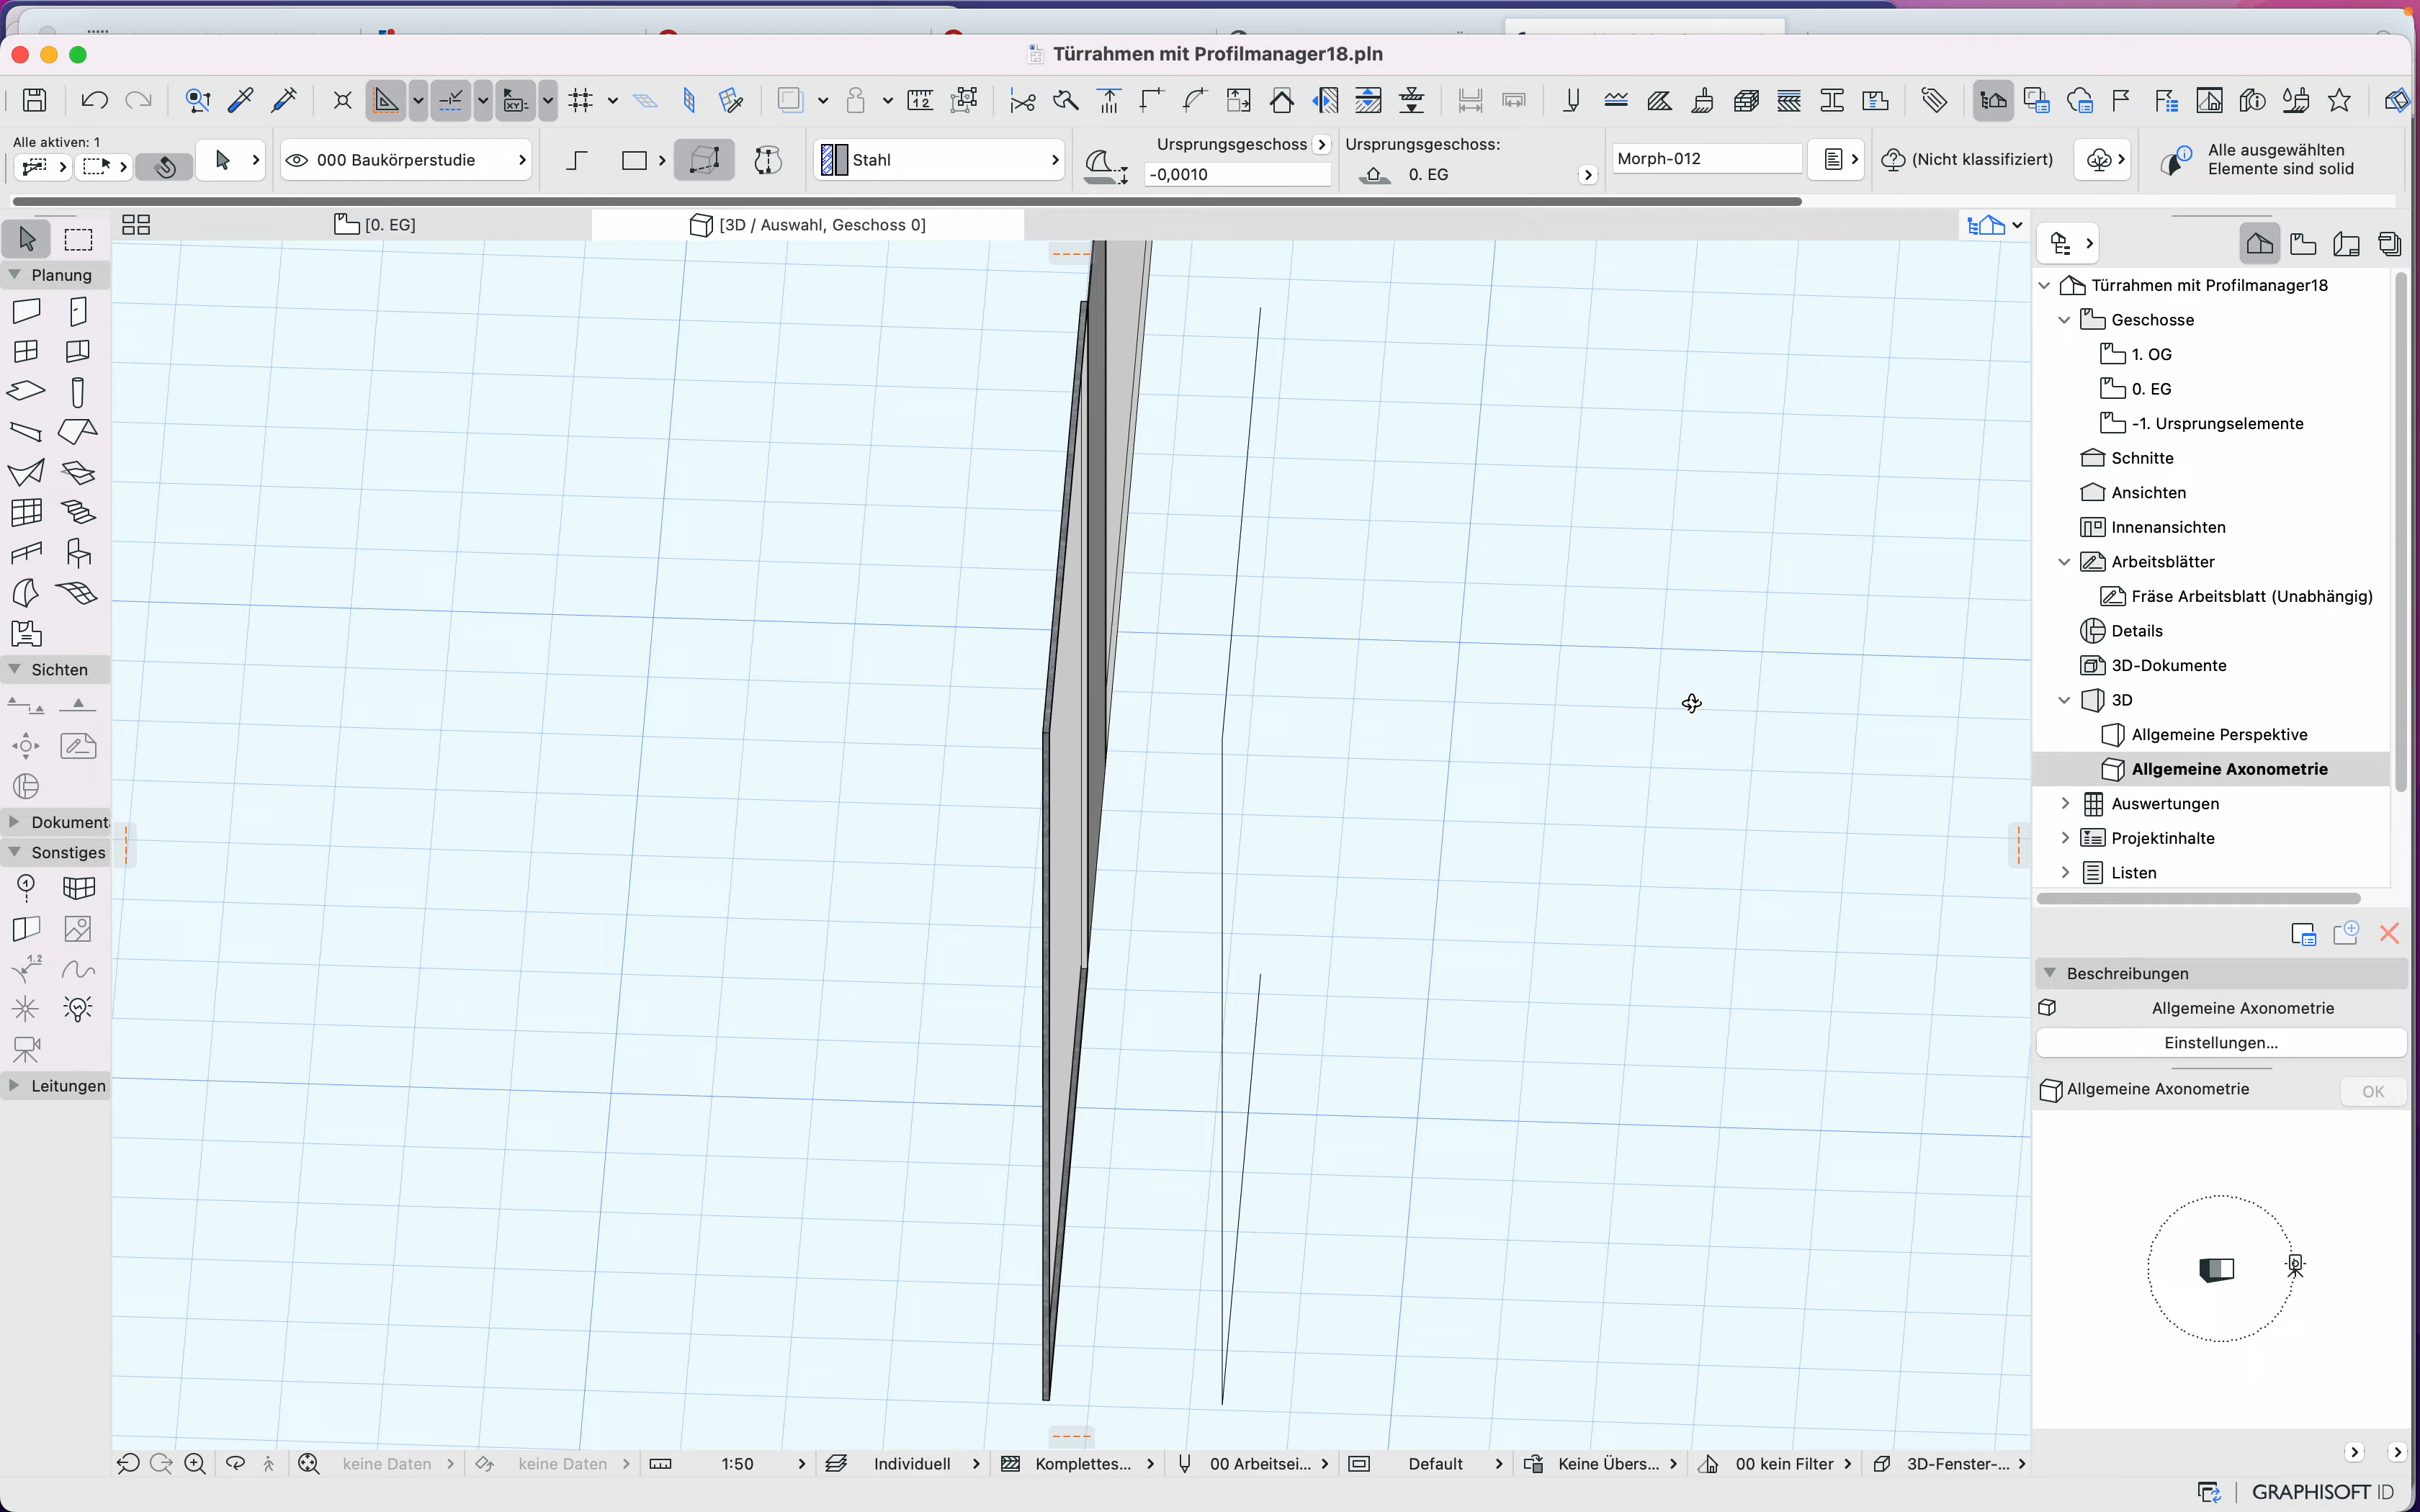 Türrahmen mit Profilmanager18.pln
Alle aktiven: 1
000 Baukörperstudie
Stahl
Ursprungsgeschoss
-0,0010
Ursprungsgeschoss:
0. EG
Morph-012
(Nicht klassifiziert)
Alle ausgewählten
Elemente sind solid
[0. EG]
[3D / Auswahl, Geschoss 0]
Planung
Sichten
Dokument
Sonstiges
1
1.2
Leitungen
Türrahmen mit Profilmanager18
Geschosse
1. OG
0. EG
-1. Ursprungselemente
Schnitte
Ansichten
Innenansichten
Arbeitsblätter
Fräse Arbeitsblatt (Unabhängig)
Details
3D-Dokumente
3D
Allgemeine Perspektive
Allgemeine Axonometrie
Auswertungen
Projektinhalte
Listen
Beschreibungen
Allgemeine Axonometrie
Einstellungen...
Allgemeine Axonometrie
OK
keine Daten
keine Daten
1:50
Individuell
Komplettes...
00 Arbeitsei...
Default
Keine Übers...
00 kein Filter
3D-Fenster-...
GRAPHISOFT ID